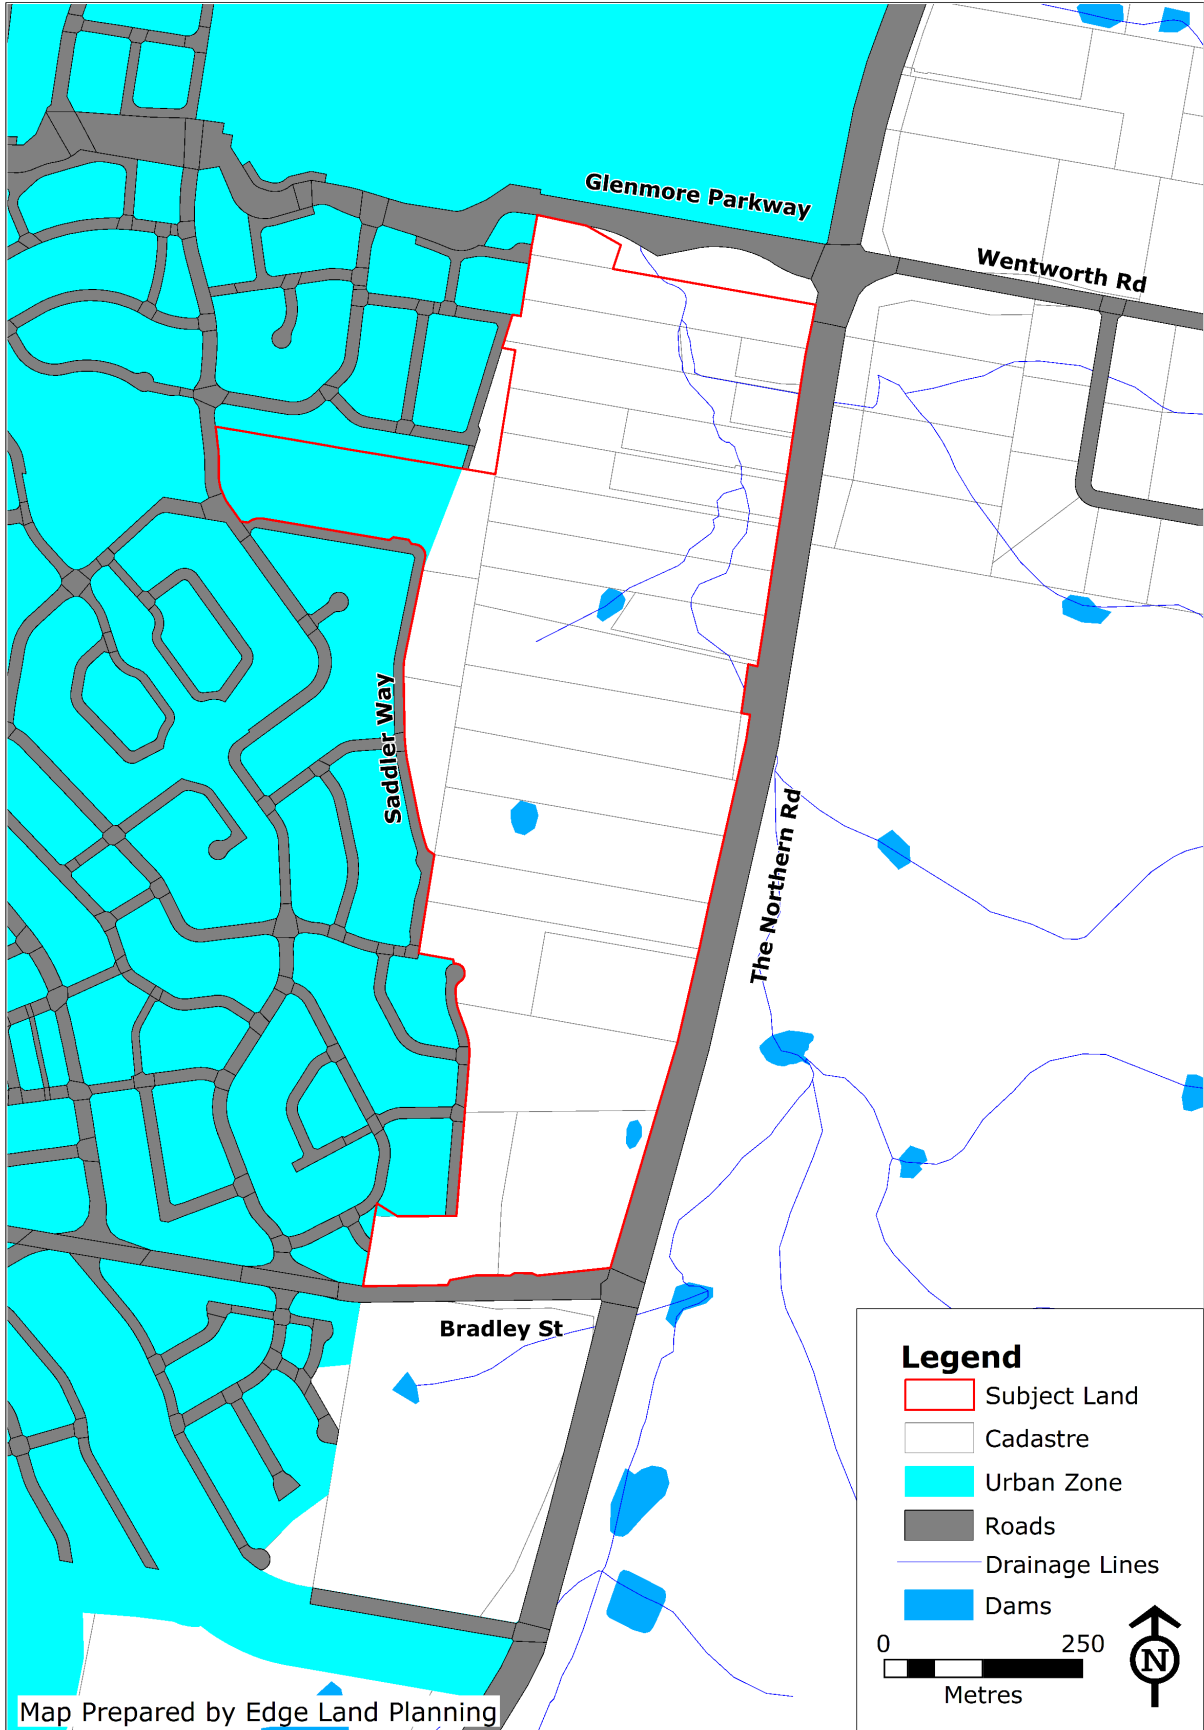 Glenmore Parkway
Wentworth Rd
Saddler Way
The Northern Rd
Bradley St
Legend
Subject Land
Cadastre
Urban Zone
Roads
Drainage Lines
Dams
0 250
Metres
N
Map Prepared by Edge Land Planning